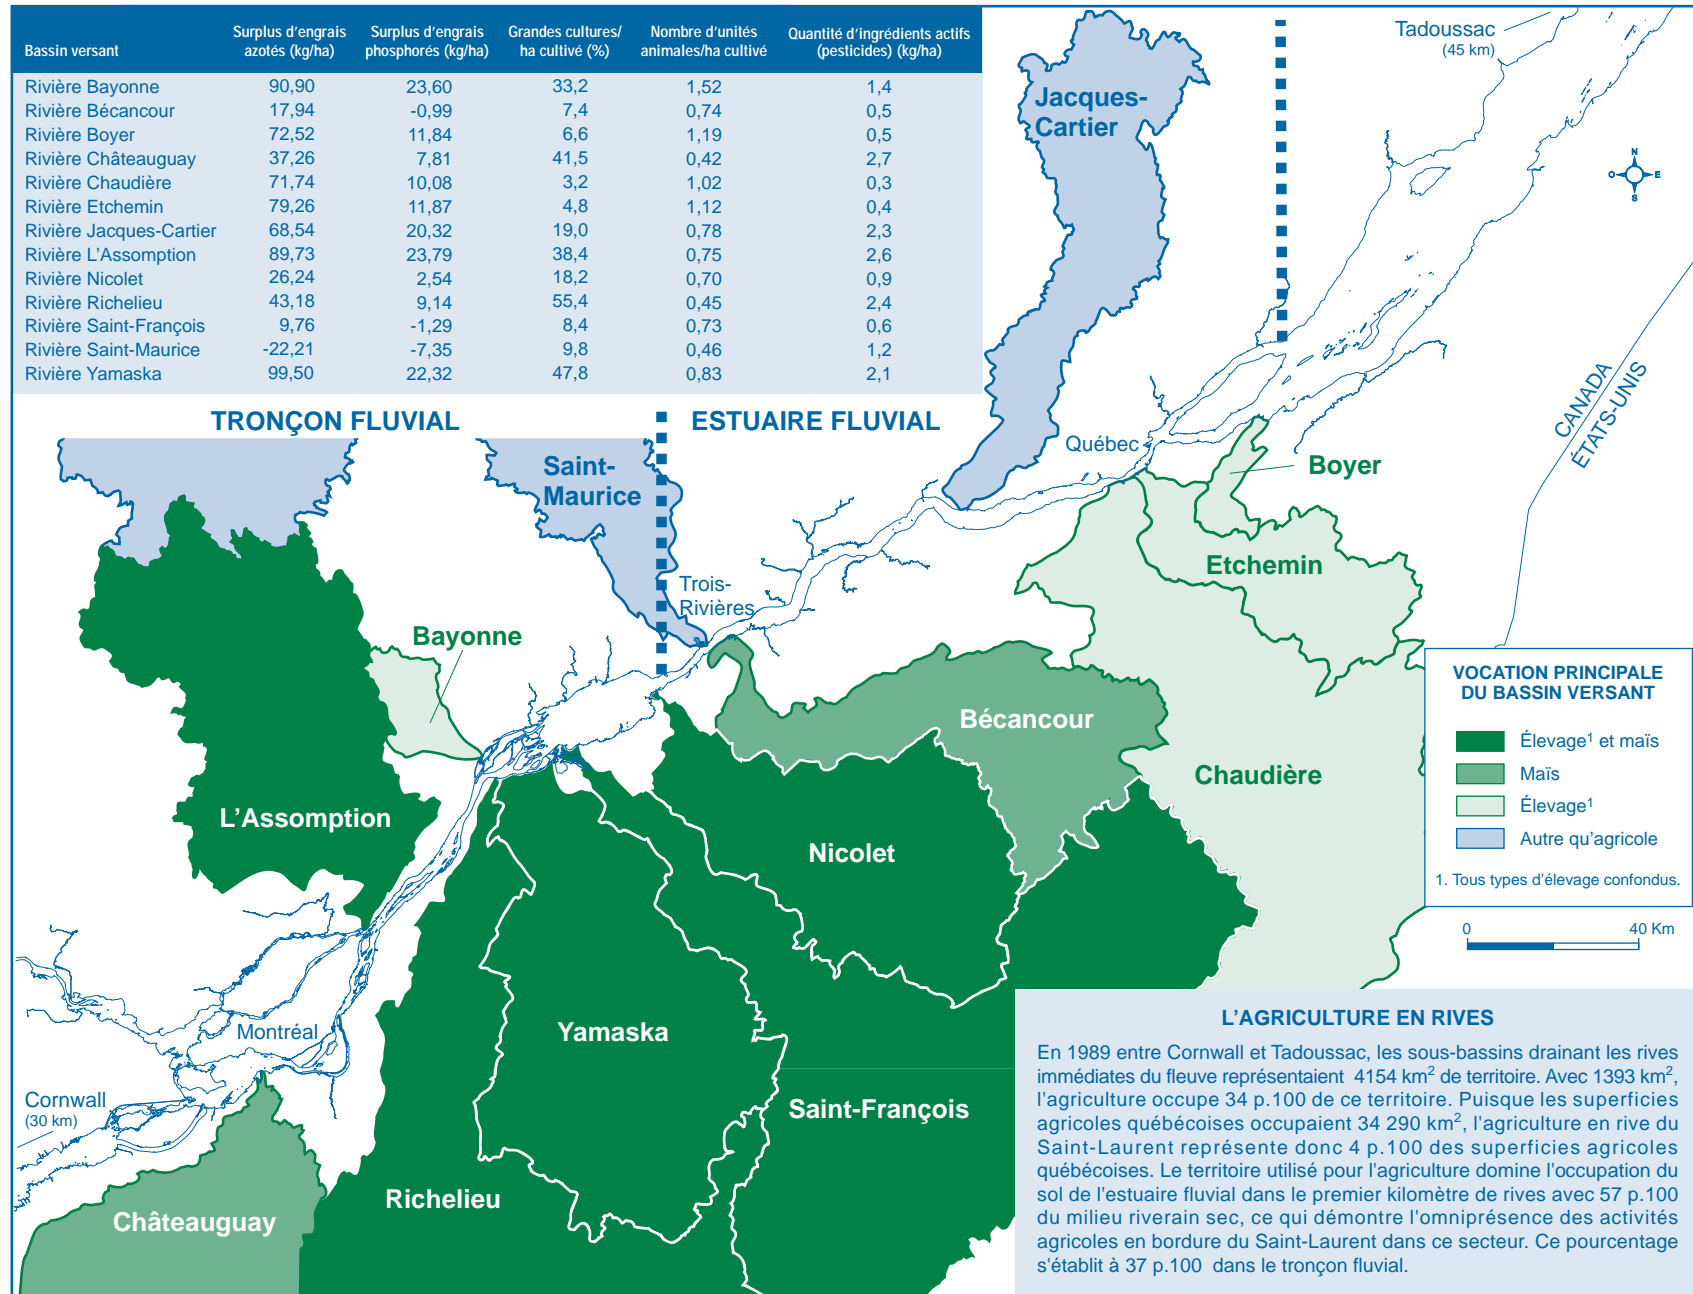 Bassin versant
Surplus d'engrais azotés (kg/ha)
Surplus d'engrais phosphorés (kg/ha)
Grandes cultures/ ha cultivé (%)
Nombre d'unités animales/ha cultivé
Quantité d'ingrédients actifs (pesticides) (kg/ha)
Rivière Bayonne 90,90 23,60 33,2 1,52 1,4
Rivière Bécancour 17,94 -0,99 7,4 0,74 0,5
Rivière Boyer 72,52 11,84 6,6 1,19 0,5
Rivière Châteauguay 37,26 7,81 41,5 0,42 2,7
Rivière Chaudière 71,74 10,08 3,2 1,02 0,3
Rivière Etchemin 79,26 11,87 4,8 1,12 0,4
Rivière Jacques-Cartier 68,54 20,32 19,0 0,78 2,3
Rivière L'Assomption 89,73 23,79 38,4 0,75 2,6
Rivière Nicolet 26,24 2,54 18,2 0,70 0,9
Rivière Richelieu 43,18 9,14 55,4 0,45 2,4
Rivière Saint-François 9,76 -1,29 8,4 0,73 0,6
Rivière Saint-Maurice -22,21 -7,35 9,8 0,46 1,2
Rivière Yamaska 99,50 22,32 47,8 0,83 2,1
Tadoussac
(45 km)
Jacques-
Cartier
N
O E
S
CANADA
ÉTATS-UNIS
TRONÇON FLUVIAL
ESTUAIRE FLUVIAL
Québec
Boyer
Saint-
Maurice
Etchemin
Trois-
Rivières
Bayonne
Bécancour
Chaudière
L'Assomption
Nicolet
VOCATION PRINCIPALE
DU BASSIN VERSANT
Élevage¹ et maïs
Maïs
Élevage¹
Autre qu'agricole
1. Tous types d'élevage confondus.
0 40 Km
Montréal
Yamaska
Cornwall
(30 km)
Saint-François
Richelieu
Châteauguay
L'AGRICULTURE EN RIVES
En 1989 entre Cornwall et Tadoussac, les sous-bassins drainant les rives
immédiates du fleuve représentaient 4154 km² de territoire. Avec 1393 km²,
l'agriculture occupe 34 p.100 de ce territoire. Puisque les superficies
agricoles québécoises occupaient 34 290 km², l'agriculture en rive du
Saint-Laurent représente donc 4 p.100 des superficies agricoles
québécoises. Le territoire utilisé pour l'agriculture domine l'occupation du
sol de l'estuaire fluvial dans le premier kilomètre de rives avec 57 p.100
du milieu riverain sec, ce qui démontre l'omniprésence des activités
agricoles en bordure du Saint-Laurent dans ce secteur. Ce pourcentage
s'établit à 37 p.100 dans le tronçon fluvial.